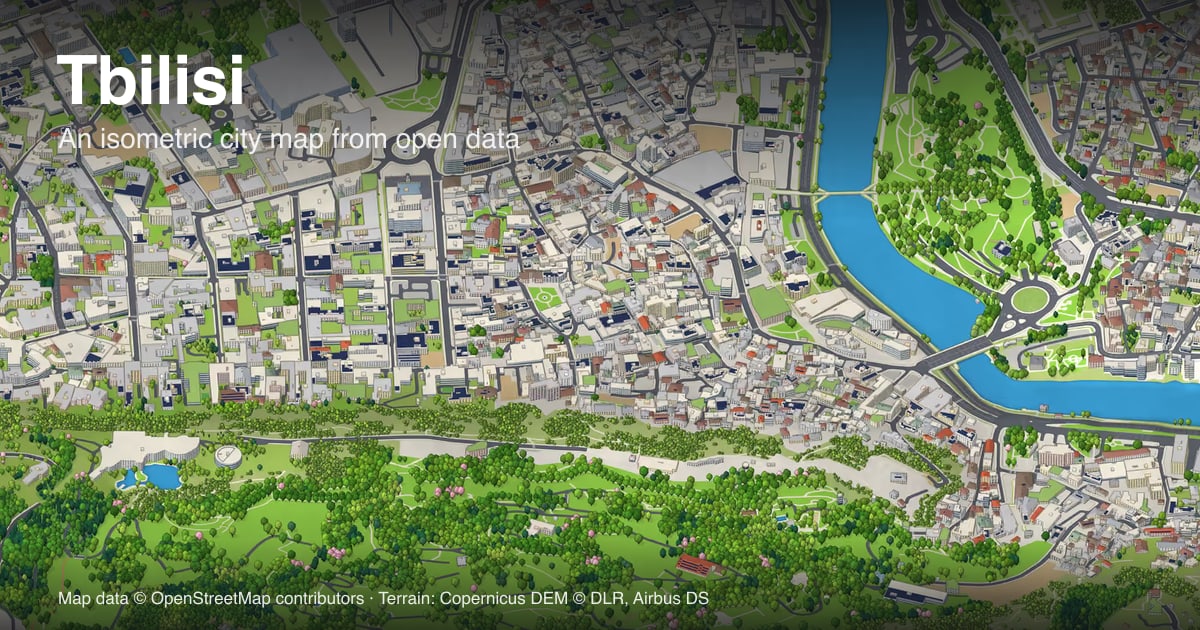 Tbilisi
An isometric city map from open data
Map data © OpenStreetMap contributors · Terrain: Copernicus DEM © DLR, Airbus DS